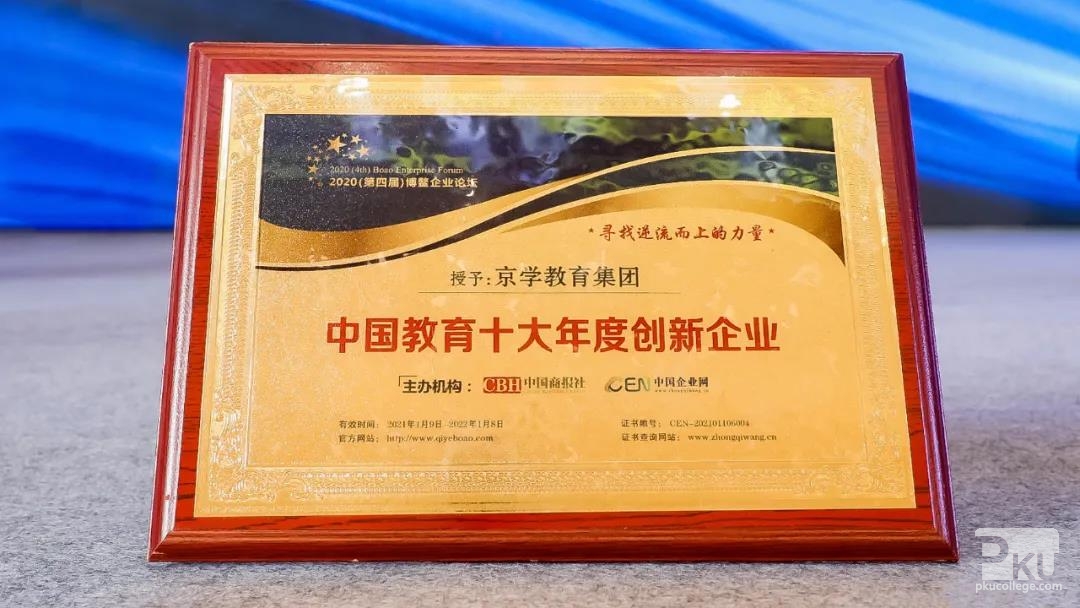 2020 (4th) Boao Enterprise Forum
2020(第四届)博鳌企业论坛
*寻找逆流而上的力量*
授予:京学教育集团
中国教育十大年度创新企业
「主办机构: CBH 中国商报社 CEN 中国企业网
有效时间: 2021年1月9日-2022年1月8日 证书编号: CEN-202101106004
官方网站: http://www.qiyeboao.com 证书查询网站: www.zhongqiwang.cn
PKU
pkucollege.com